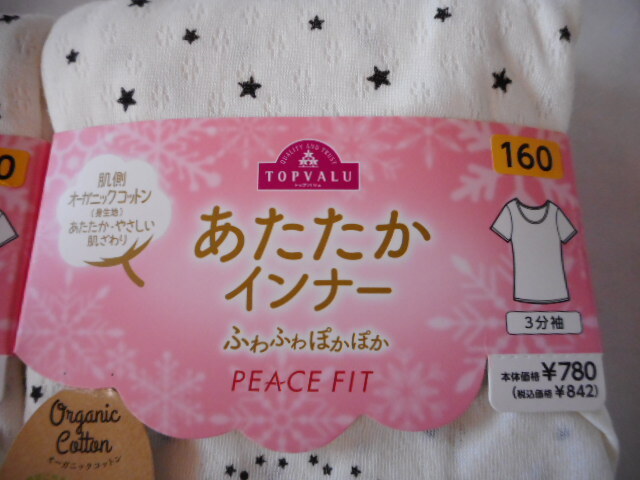 QUALITY AND TRUST
TOPVALU
トップバリュ
肌側
オーガニックコットン
(身生地)
あたたか・やさしい
肌ざわり
あたたか
インナー
ふわふわぽかぽか
PEACE FIT
160
3分袖
本体価格 ¥780
(税込価格 ¥842)
0
Organic
Cotton
オーガニックコットン